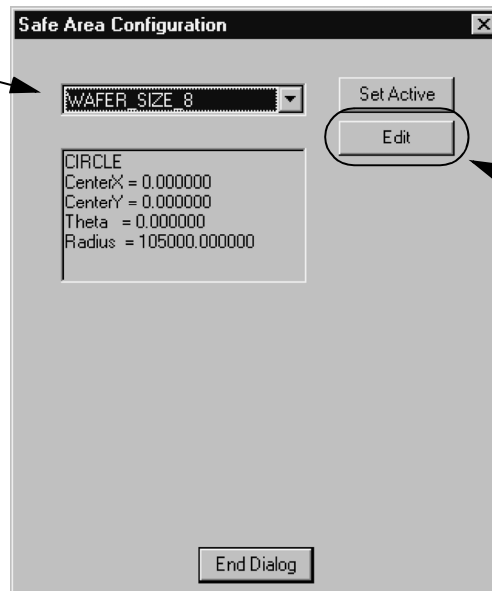 Safe Area Configuration
WAFER_SIZE_8
Set Active
Edit
CIRCLE
CenterX = 0.000000
CenterY = 0.000000
Theta = 0.000000
Radius = 105000.000000
End Dialog